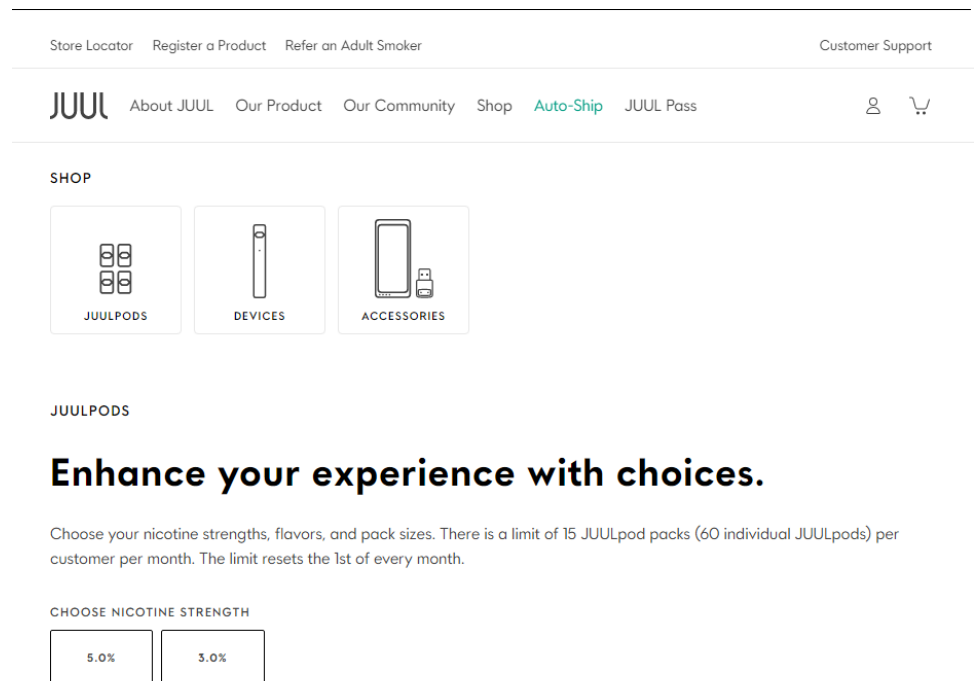 Store Locator Register a Product Refer an Adult Smoker Customer Support
JUUL About JUUL Our Product Our Community Shop Auto-Ship JUUL Pass
SHOP
JUULPODS DEVICES ACCESSORIES
JUULPODS
Enhance your experience with choices.
Choose your nicotine strengths, flavors, and pack sizes. There is a limit of 15 JUULpod packs (60 individual JUULpods) per
customer per month. The limit resets the 1st of every month.
CHOOSE NICOTINE STRENGTH
5.0% 3.0%